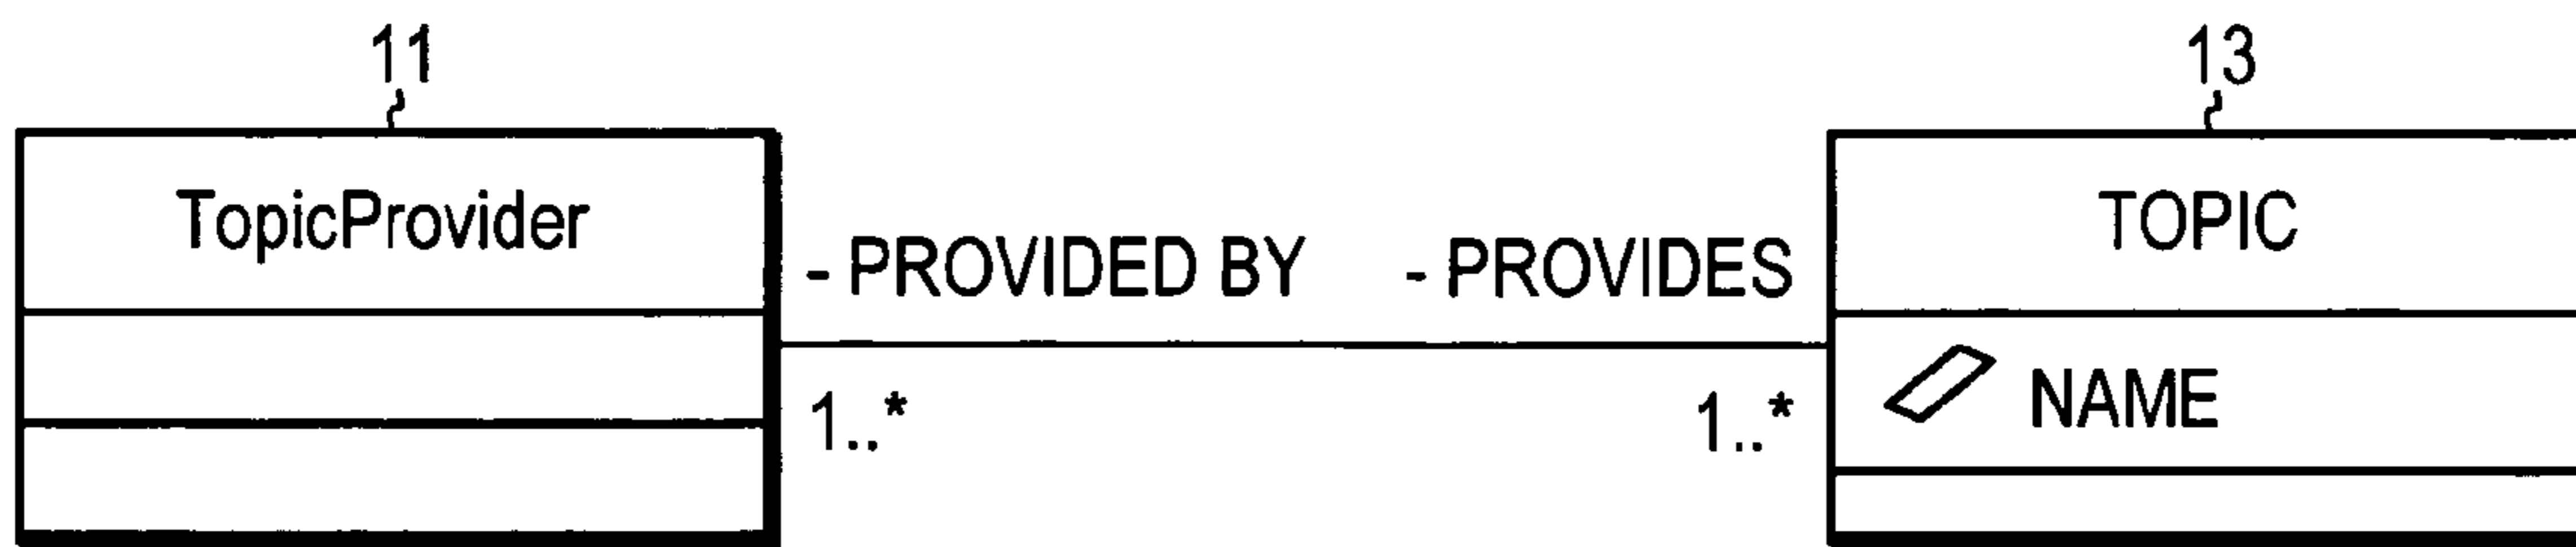 11
13
TopicProvider
TOPIC
- PROVIDED BY - PROVIDES
NAME
1..* 1..*